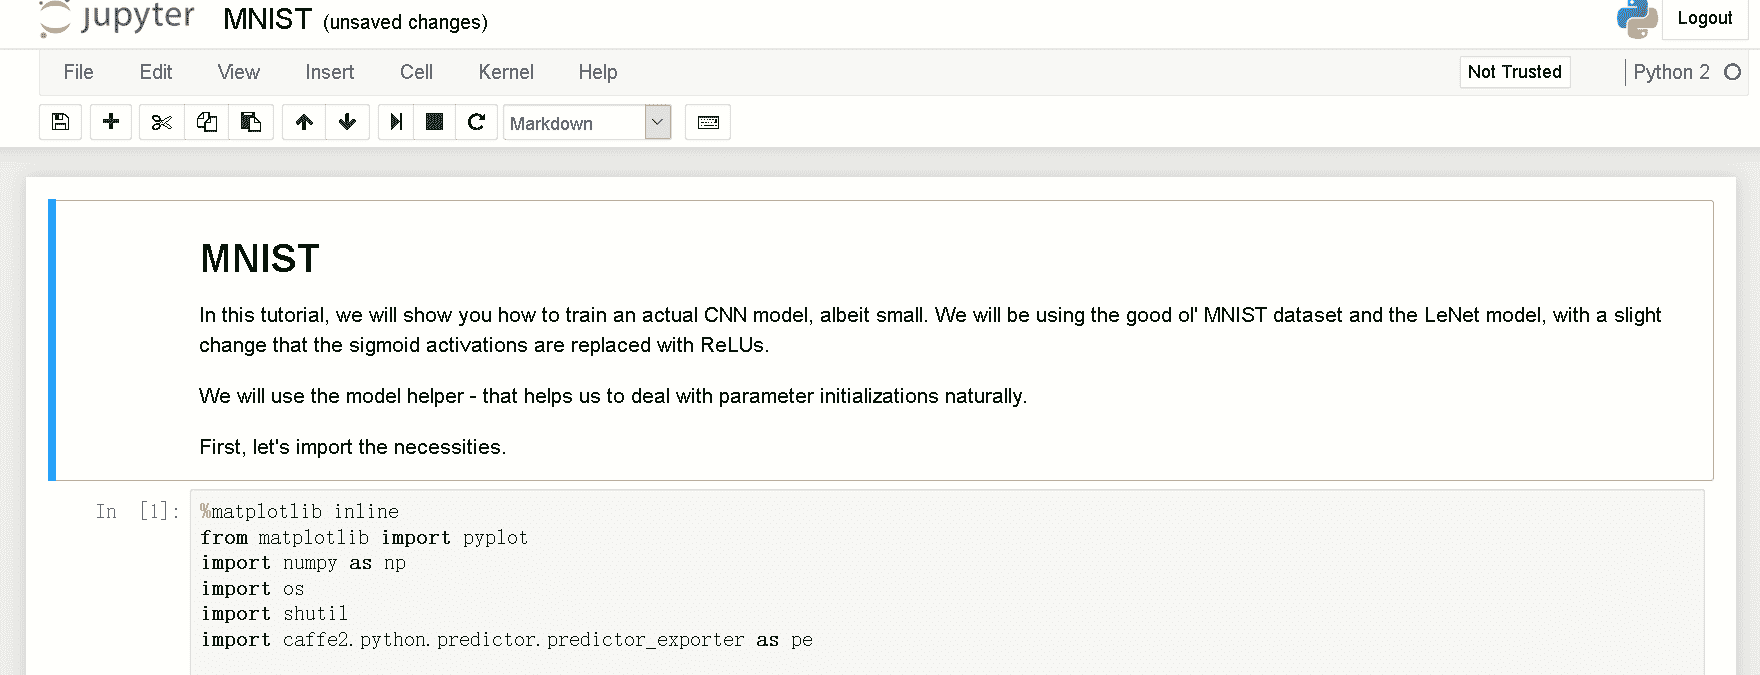 jupyter MNIST (unsaved changes) Logout
File Edit View Insert Cell Kernel Help Not Trusted Python 2
Markdown
MNIST
In this tutorial, we will show you how to train an actual CNN model, albeit small. We will be using the good ol' MNIST dataset and the LeNet model, with a slight
change that the sigmoid activations are replaced with ReLUs.
We will use the model helper - that helps us to deal with parameter initializations naturally.
First, let's import the necessities.
In [1]: %matplotlib inline
from matplotlib import pyplot
import numpy as np
import os
import shutil
import caffe2.python.predictor.predictor_exporter as pe